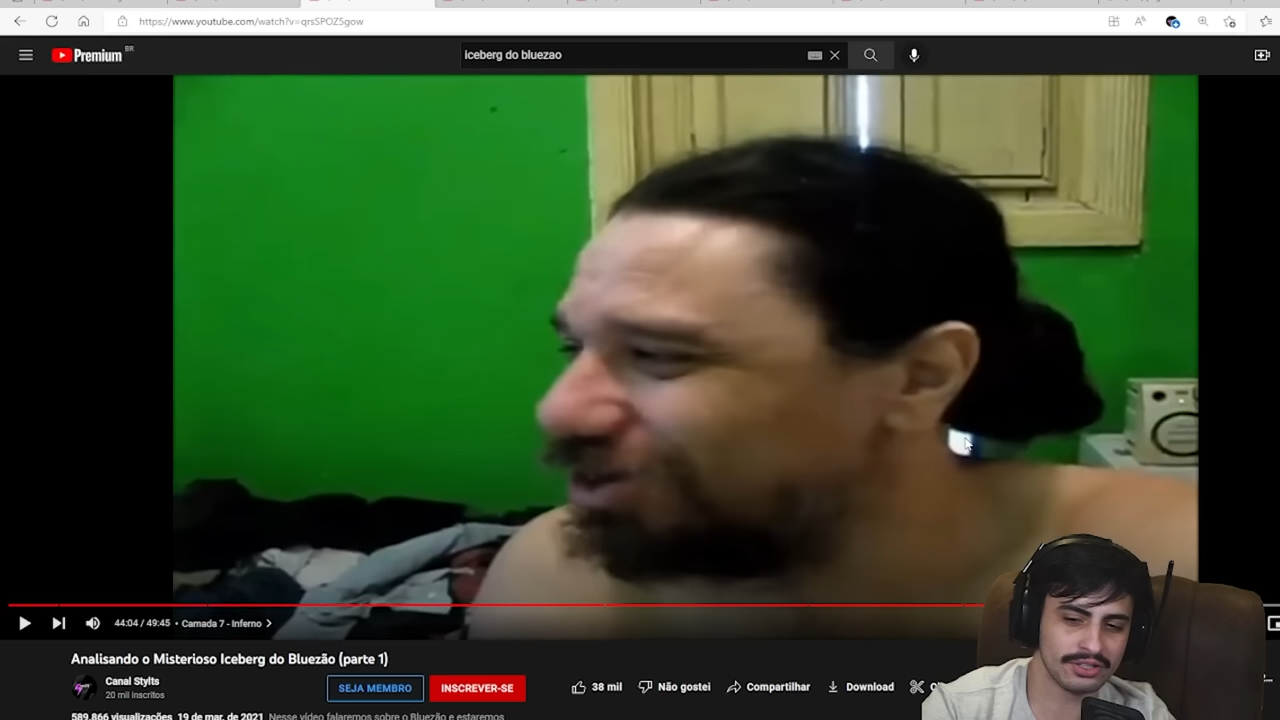 https://www.youtube.com/watch?v=qrsSPOZ5gow
Premium BR
iceberg do bluezao
44:04 / 49:45 • Camada 7 - Inferno
Analisando o Misterioso Iceberg do Bluezão (parte 1)
Canal Stylts
20 mil inscritos
SEJA MEMBRO
INSCREVER-SE
38 mil
Não gostei
Compartilhar
Download
589.866 visualizações 19 de mar. de 2021 Nesse vídeo falaremos sobre o Bluezão e estaremos